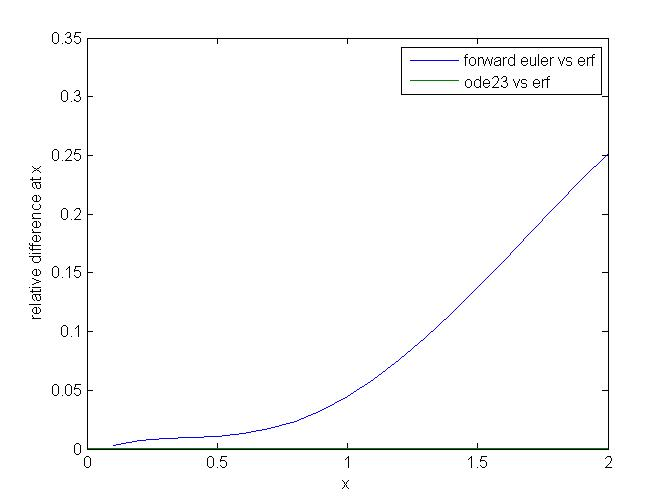 0.35
0.3
0.25
0.2
0.15
0.1
0.05
0
relative difference at x
forward euler vs erf
ode23 vs erf
0 0.5 1 1.5 2
x